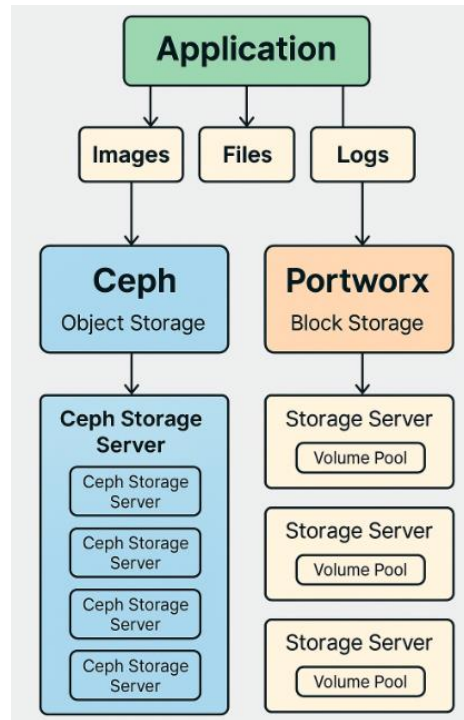 Application
Images
Files
Logs
Ceph
Object Storage
Portworx
Block Storage
Ceph Storage
Server
Ceph Storage
Server
Ceph Storage
Server
Ceph Storage
Server
Ceph Storage
Server
Storage Server
Volume Pool
Storage Server
Volume Pool
Storage Server
Volume Pool